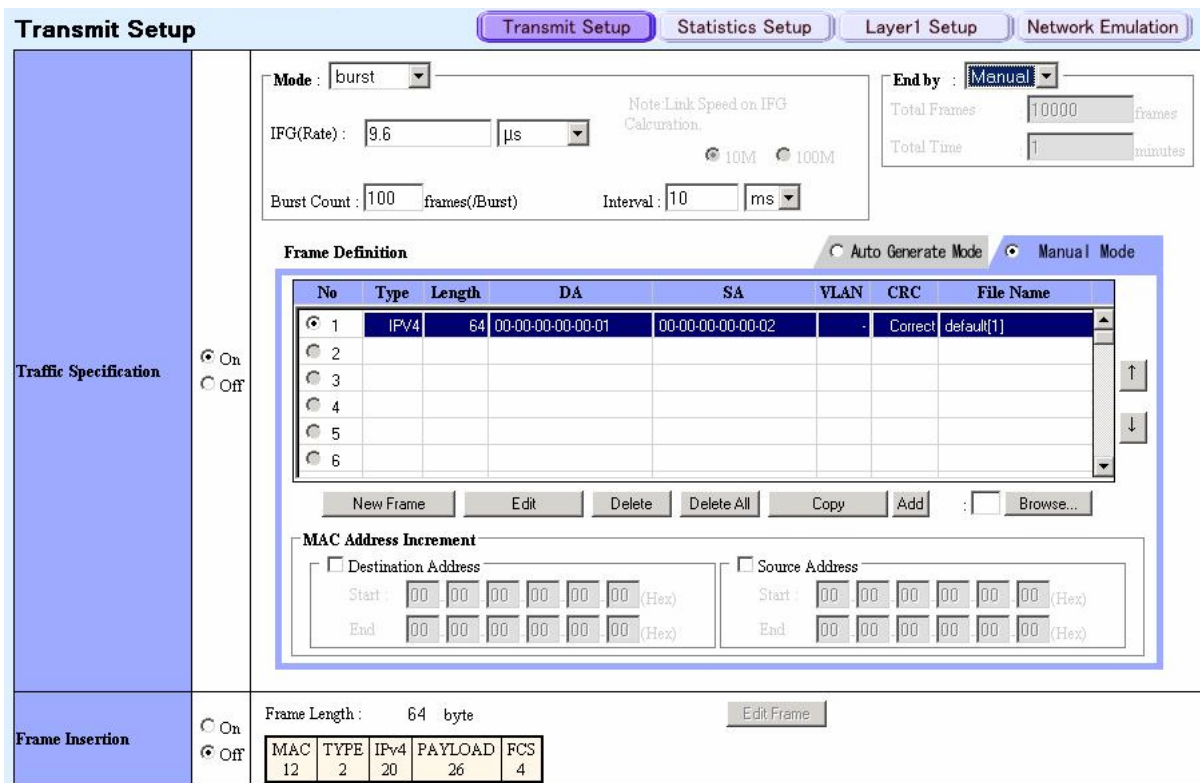 Transmit Setup
Transmit Setup
Statistics Setup
Layer1 Setup
Network Emulation
Mode : burst
IFG(Rate) : 9.6 µs
Note:Link Speed on IFG
Calcuration.
10M 100M
Burst Count : 100 frames(/Burst) Interval : 10 ms
End by : Manual
Total Frames : 10000 frames
Total Time : 1 minutes
Traffic Specification
On
Off
Frame Definition
Auto Generate Mode
Manual Mode
No Type Length DA SA VLAN CRC File Name
1 IPV4 64 00-00-00-00-00-01 00-00-00-00-00-02 - Correct default[1]
2
3
4
5
6
↑
↓
New Frame Edit Delete Delete All Copy Add : Browse...
MAC Address Increment
Destination Address
Start : 00 - 00 - 00 - 00 - 00 - 00 (Hex)
End 00 - 00 - 00 - 00 - 00 - 00 (Hex)
Source Address
Start : 00 - 00 - 00 - 00 - 00 - 00 (Hex)
End 00 - 00 - 00 - 00 - 00 - 00 (Hex)
Frame Insertion
On
Off
Frame Length : 64 byte
Edit Frame
MAC TYPE IPv4 PAYLOAD FCS
12 2 20 26 4